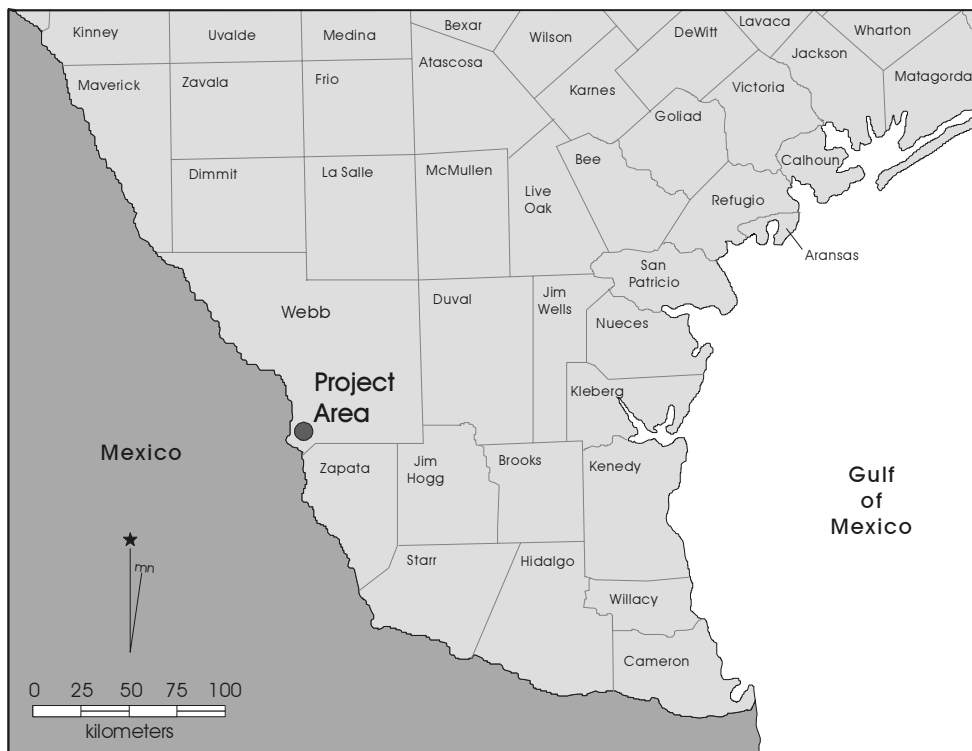 Kinney
Uvalde
Medina
Bexar
Wilson
DeWitt
Lavaca
Wharton
Jackson
Matagorda
Maverick
Zavala
Frio
Atascosa
Karnes
Victoria
Goliad
Calhoun
Dimmit
La Salle
McMullen
Live
Oak
Bee
Refugio
Aransas
San
Patricio
Webb
Duval
Jim
Wells
Nueces
Project
Area
Kleberg
Mexico
Zapata
Jim
Hogg
Brooks
Kenedy
Gulf
of
Mexico
mn
Starr
Hidalgo
Willacy
Cameron
0 25 50 75 100
kilometers